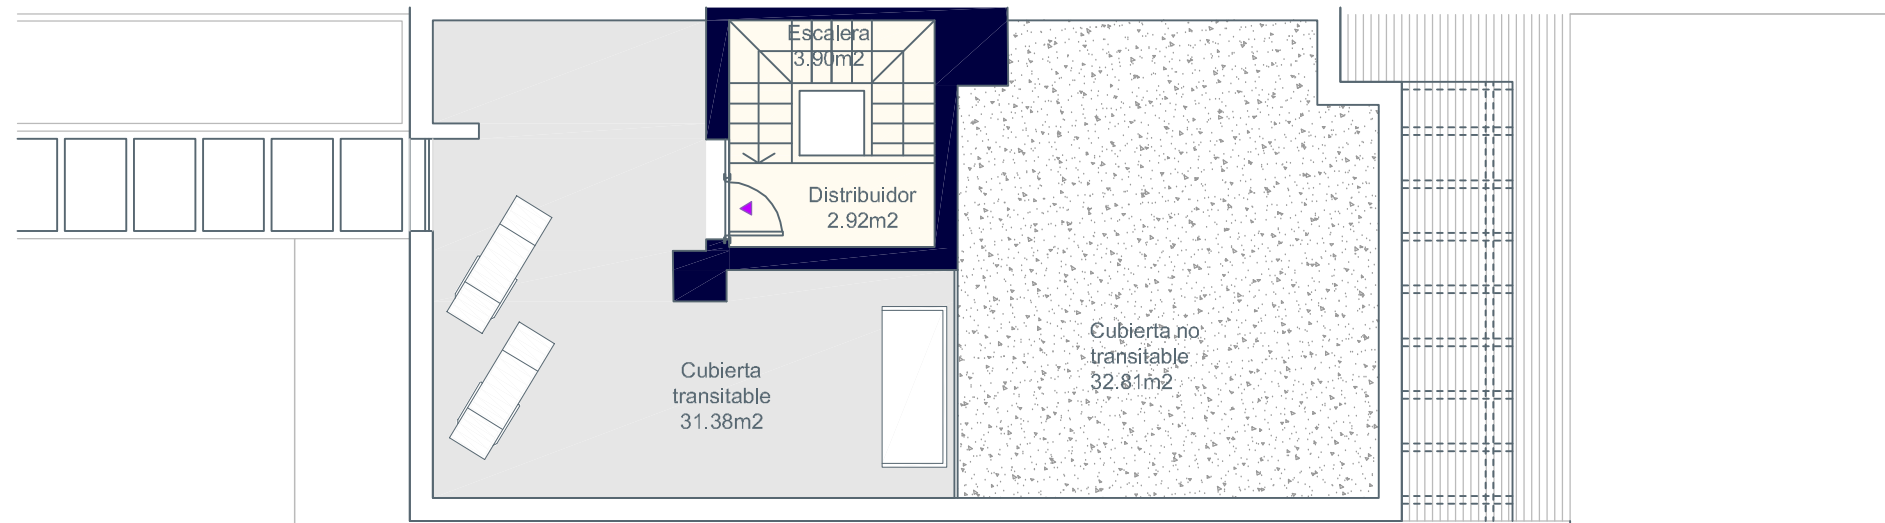 Escalera
3.90m2
Distribuidor
2.92m2
Cubierta no
transitable
32.81m2
Cubierta
transitable
31.38m2